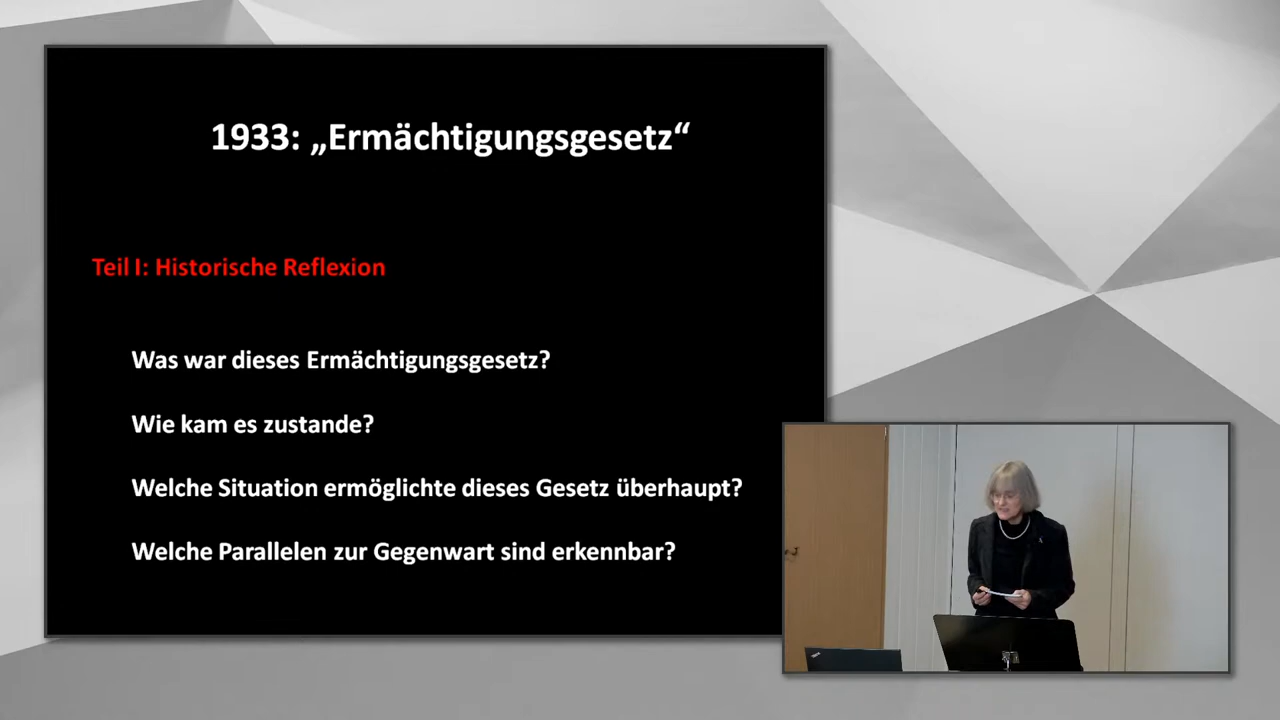 1933: „Ermächtigungsgesetz“
Teil I: Historische Reflexion
Was war dieses Ermächtigungsgesetz?
Wie kam es zustande?
Welche Situation ermöglichte dieses Gesetz überhaupt?
Welche Parallelen zur Gegenwart sind erkennbar?